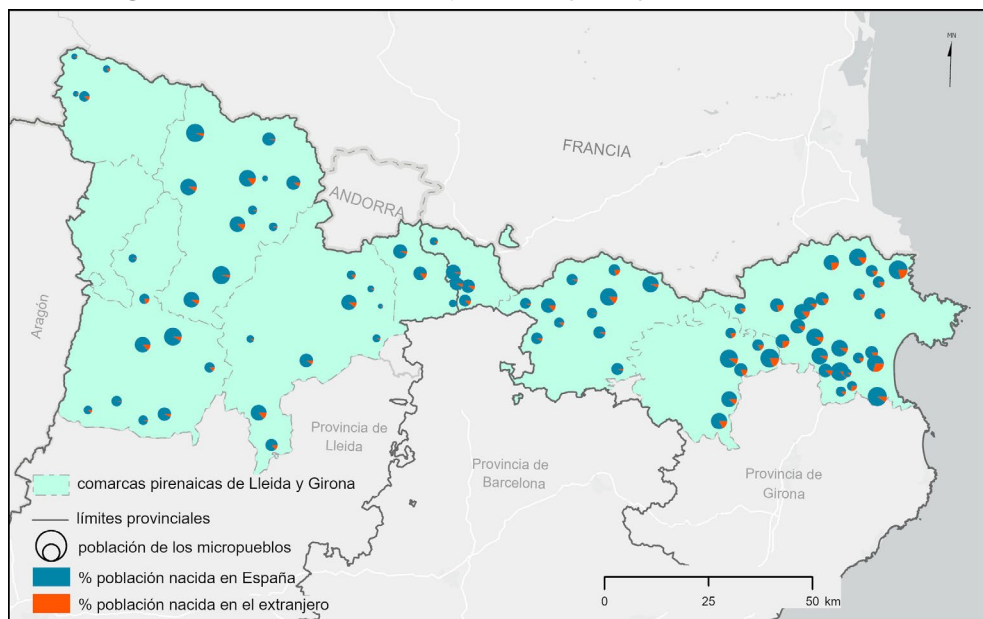 MN
FRANCIA
ANDORRA
Aragón
Provincia de
Lleida
Provincia de
Barcelona
Provincia de
Girona
comarcas pirenaicas de Lleida y Girona
límites provinciales
población de los micropueblos
% población nacida en España
% población nacida en el extranjero
0 25 50 km